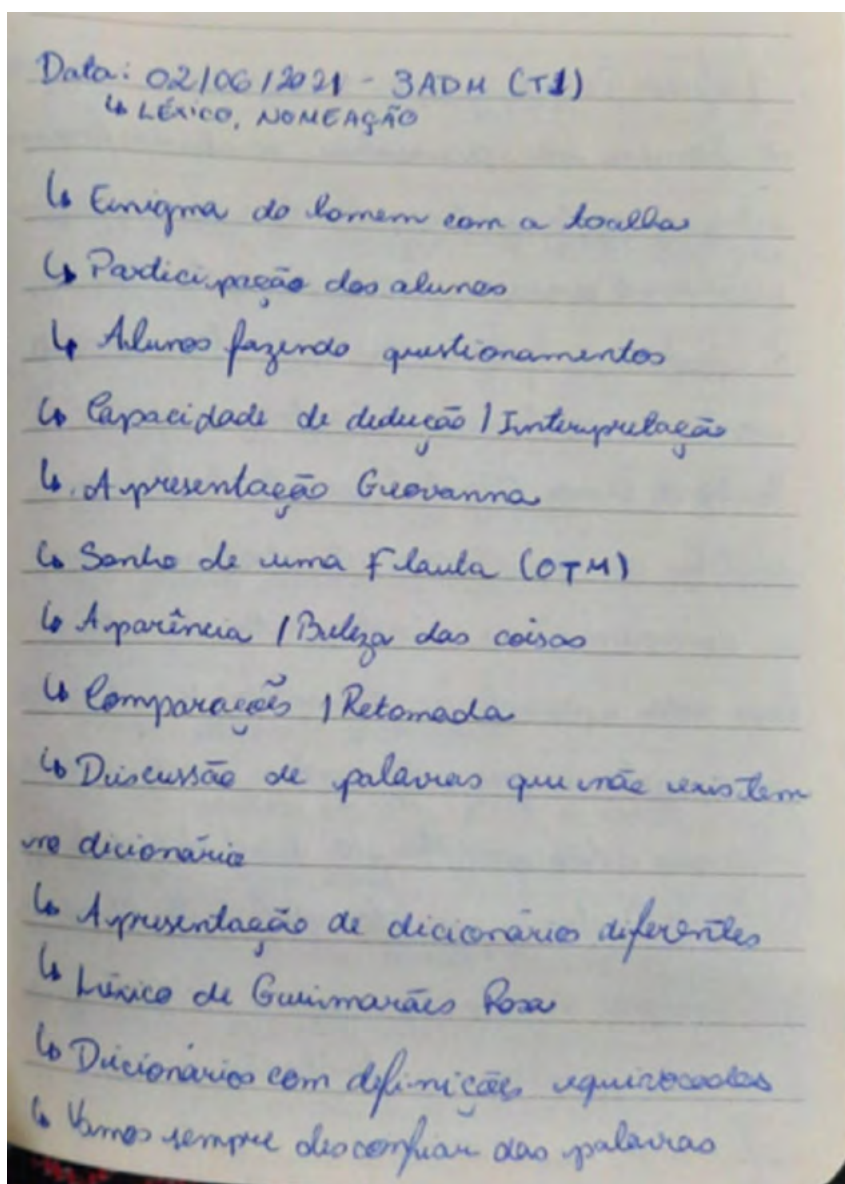 Data: 02/06/2021 - 3ADM (T1)
↳ LÉXICO, NOMEAÇÃO
↳ Enigma do homem com a toalha
↳ Participação dos alunos
↳ Alunos fazendo questionamentos
↳ Capacidade de dedução / Interpretação
↳ Apresentação Geovanna
↳ Sonho de uma Flauta (OTM)
↳ Aparência / Beleza das coisas
↳ Comparações / Retomada
↳ Discussão de palavras que não existem
no dicionário
↳ Apresentação de dicionários diferentes
↳ Léxico de Guimarães Rosa
↳ Dicionários com definições equivocadas
↳ Vamos sempre desconfiar das palavras